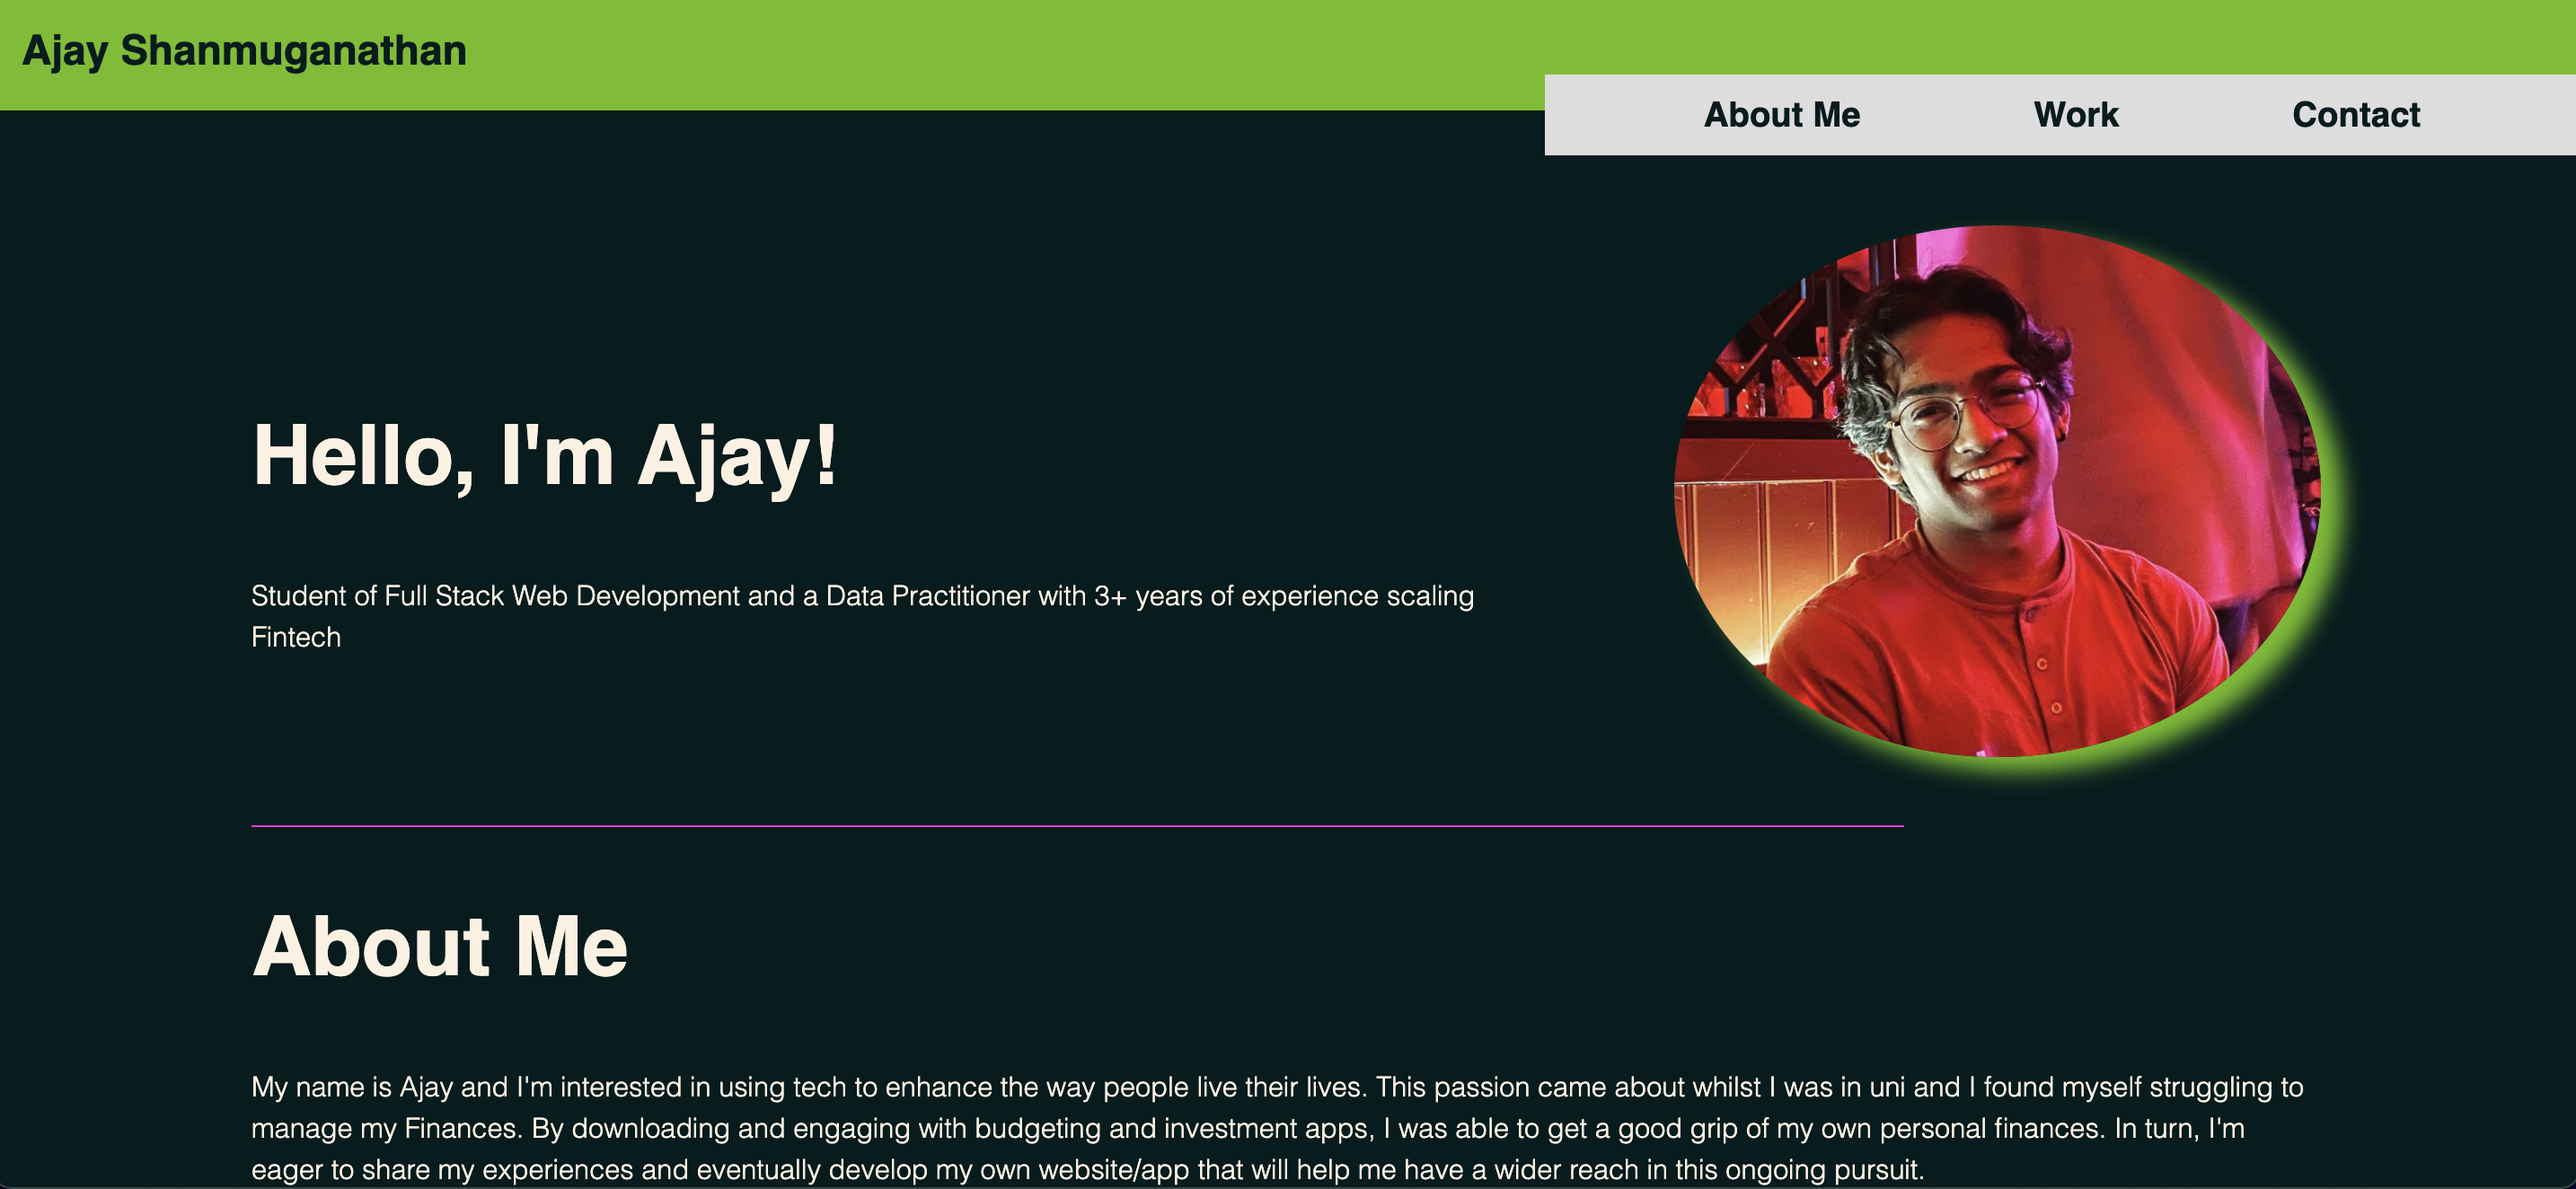 Ajay Shanmuganathan
About Me
Work
Contact
Hello, I'm Ajay!
Student of Full Stack Web Development and a Data Practitioner with 3+ years of experience scaling
Fintech
About Me
My name is Ajay and I'm interested in using tech to enhance the way people live their lives. This passion came about whilst I was in uni and I found myself struggling to
manage my Finances. By downloading and engaging with budgeting and investment apps, I was able to get a good grip of my own personal finances. In turn, I'm
eager to share my experiences and eventually develop my own website/app that will help me have a wider reach in this ongoing pursuit.